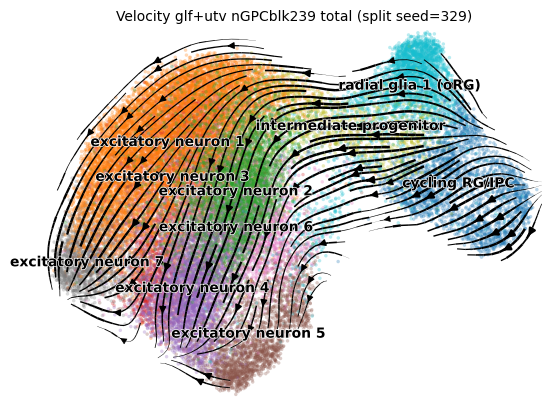 Velocity glf+utv nGPCblk239 total (split seed=329)
radial glia 1 (oRG)
intermediate progenitor
excitatory neuron 1
excitatory neuron 3
cycling RG/IPC
excitatory neuron 2
excitatory neuron 6
excitatory neuron 7
excitatory neuron 4
excitatory neuron 5